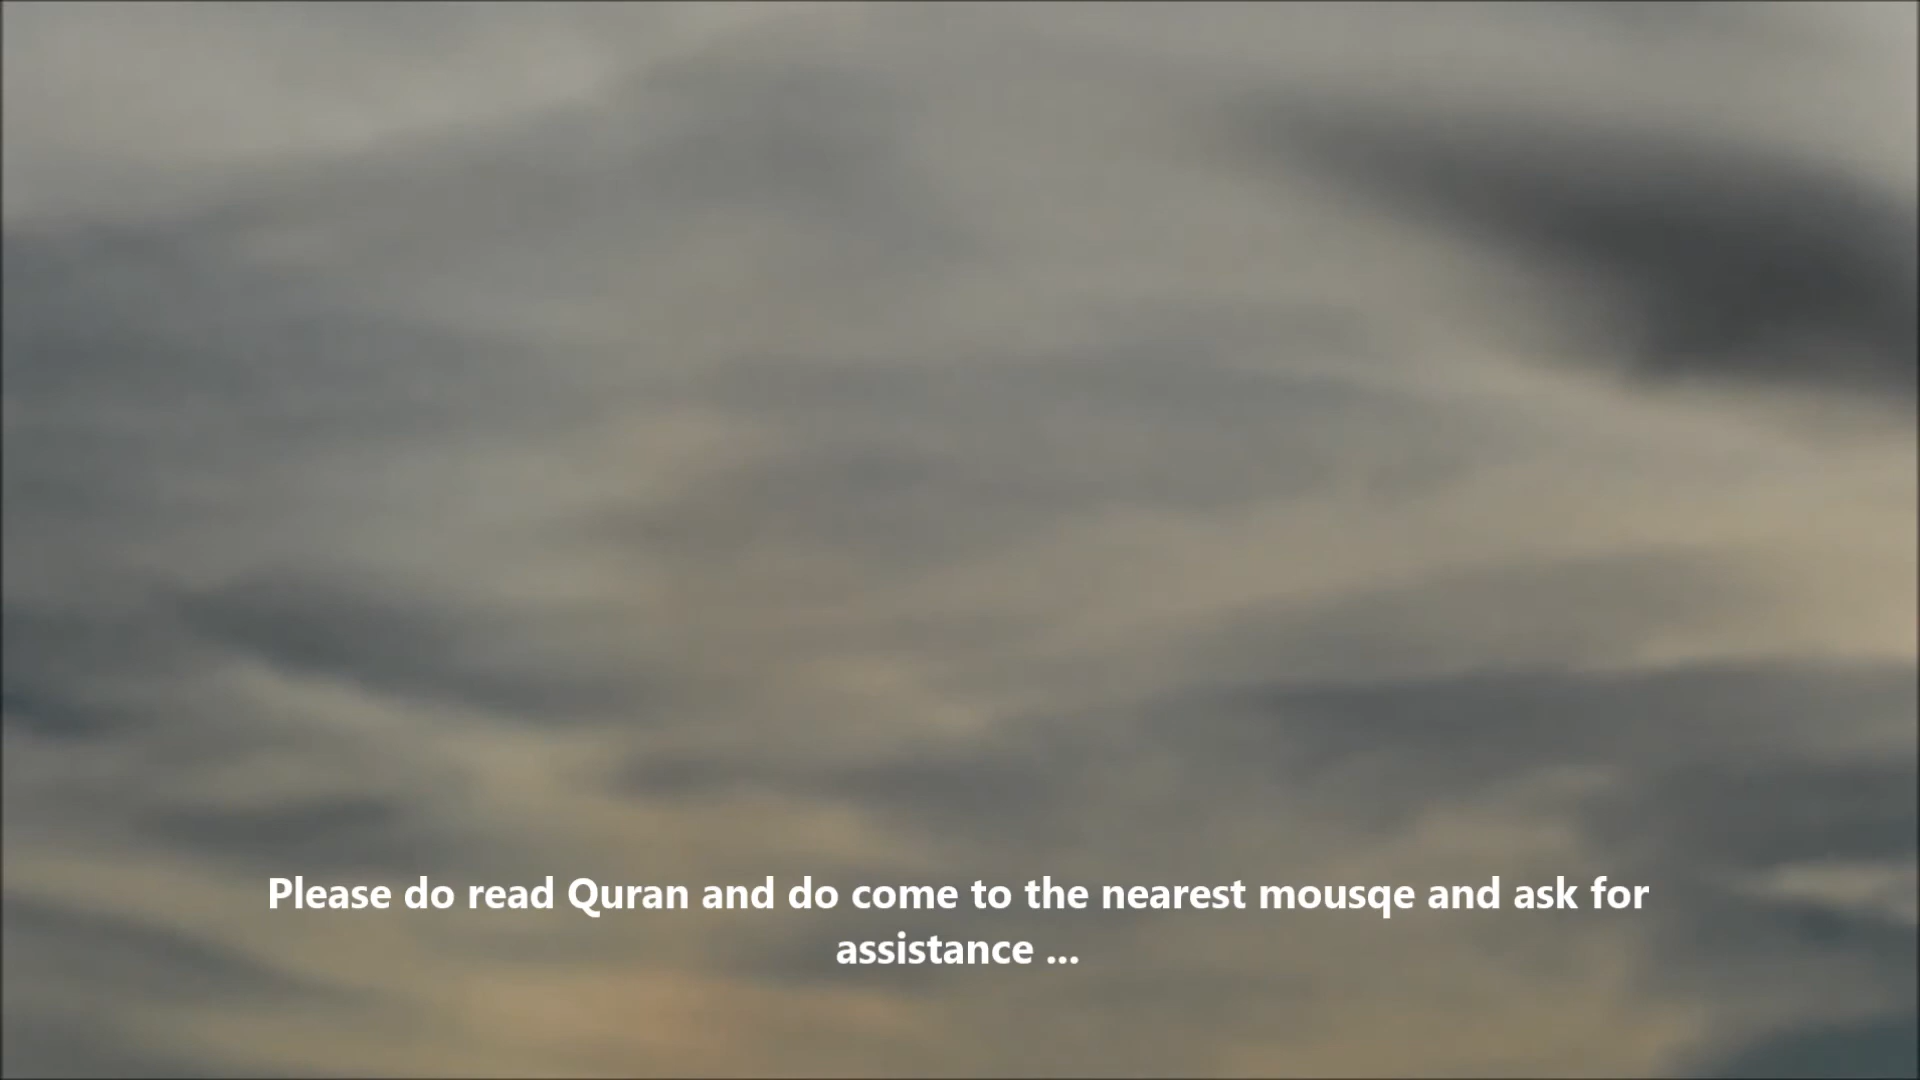 Please do read Quran and do come to the nearest mousqe and ask for
assistance ...